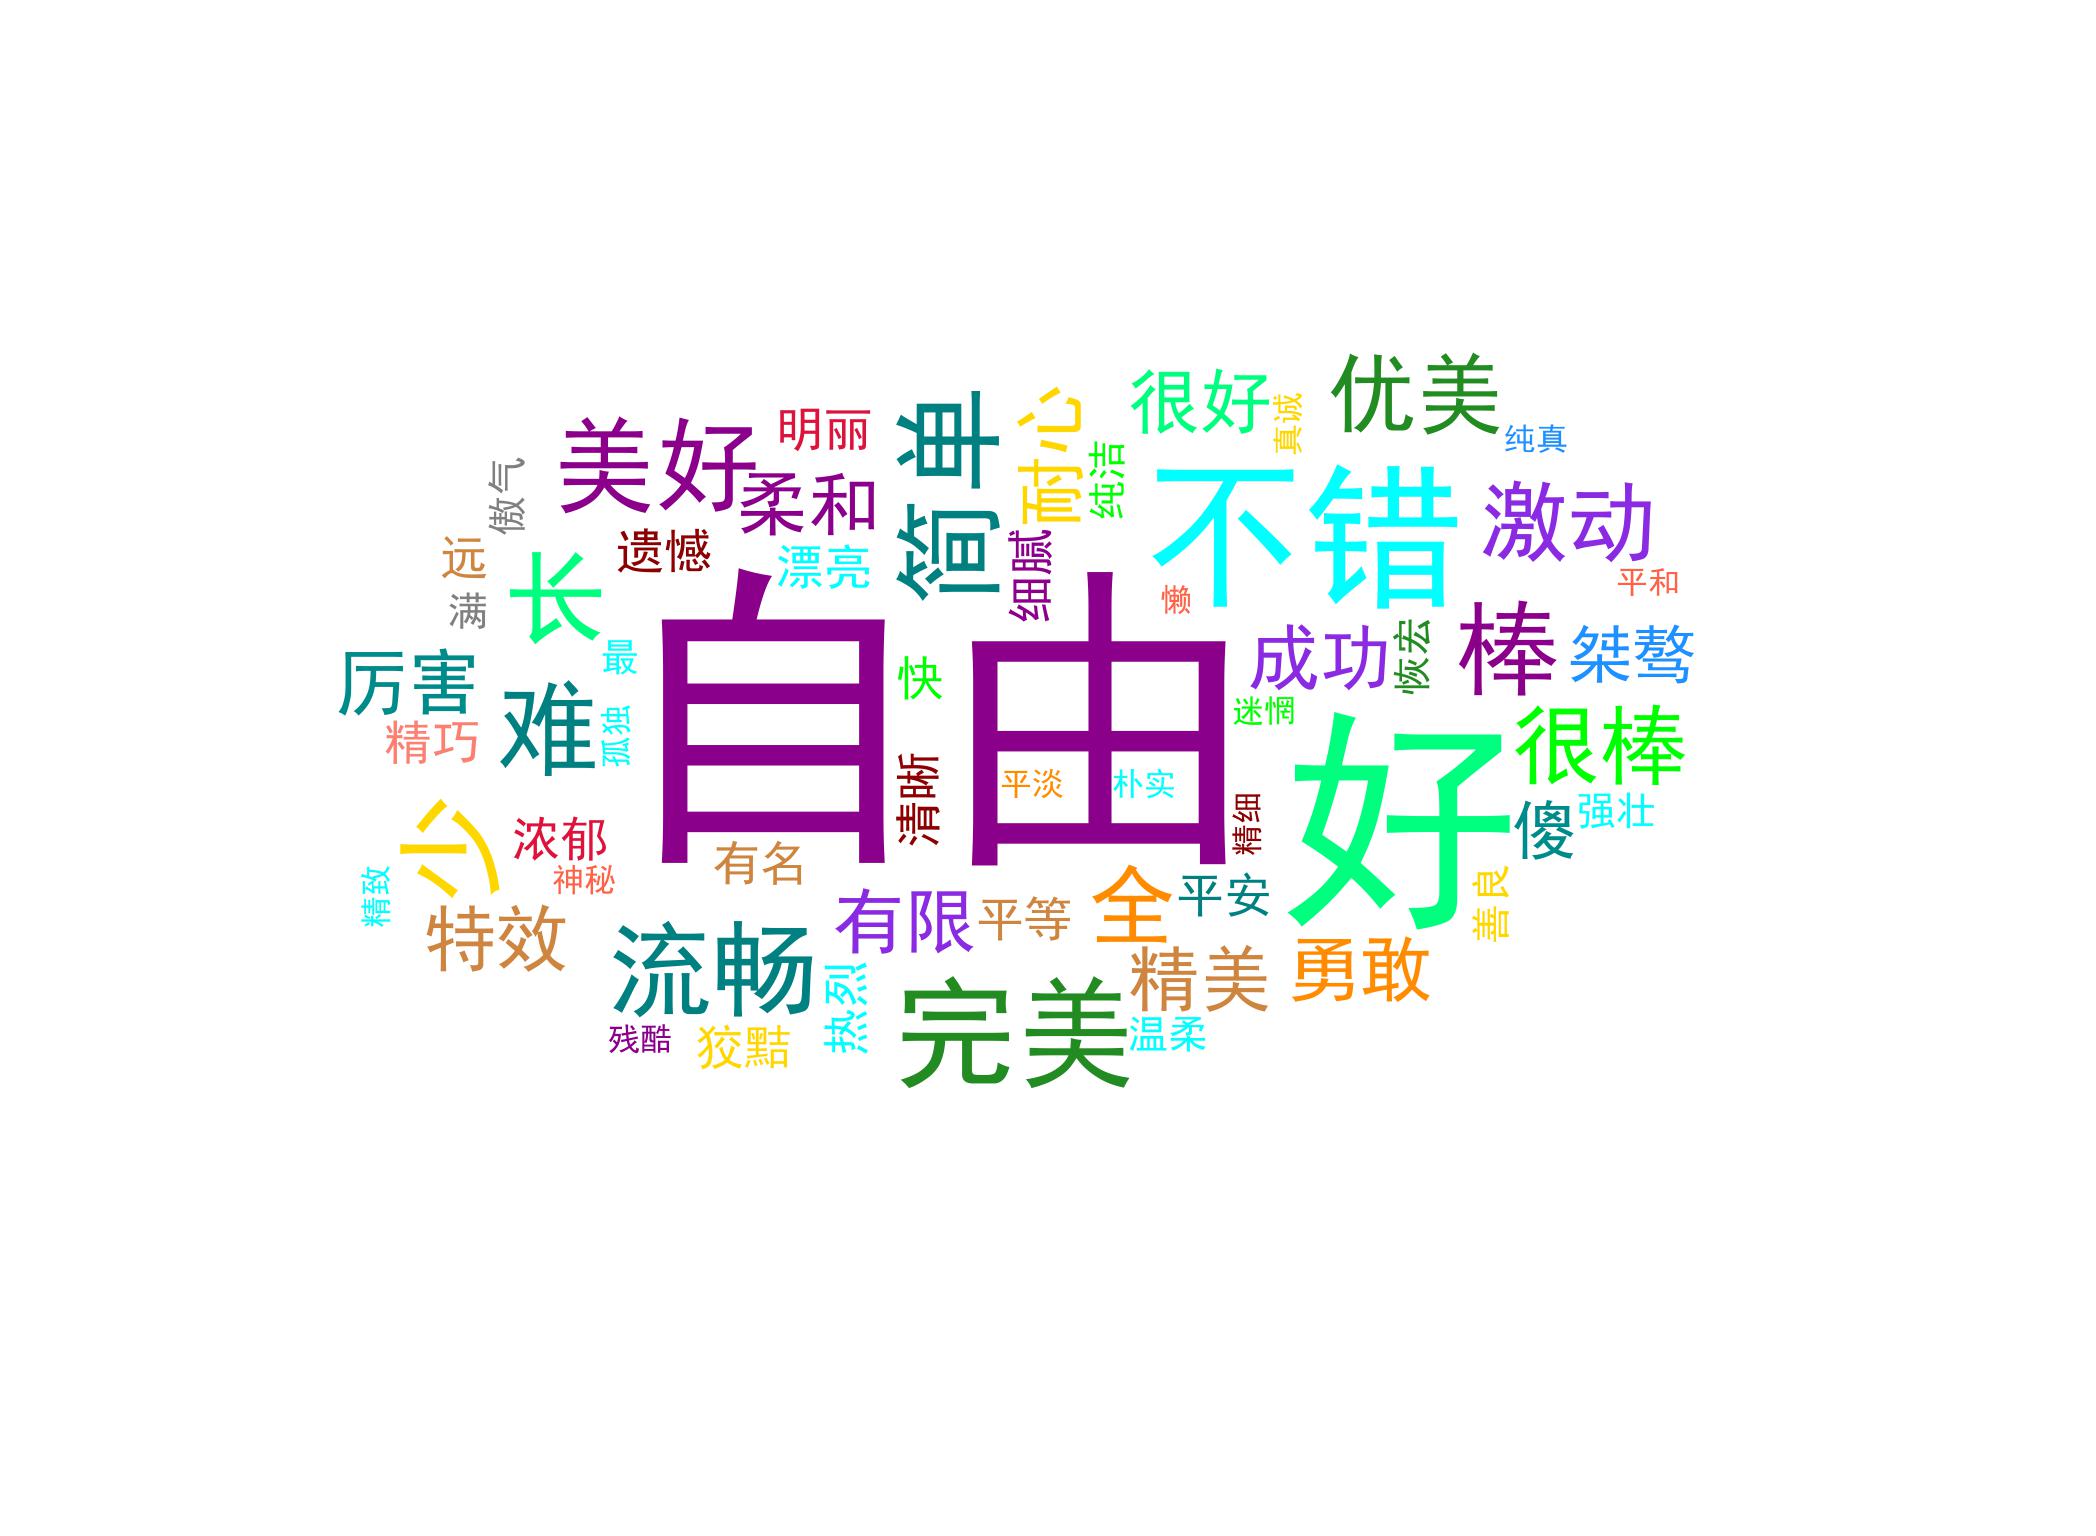 优美
很好
真诚
纯真
耐心
简单
明丽
美好
纯洁
不错
傲气
柔和
激动
遗憾
漂亮
细腻
远
长
满
懒
平和
自由
最
快
成功
恢宏
棒
桀骜
厉害
难
孤独
精巧
迷惘
好
很棒
清晰
平淡
朴实
精细
傻
强壮
少
浓郁
有名
神秘
精致
善良
全
平安
有限
平等
特效
流畅
精美
勇敢
热烈
完美
温柔
残酷
狡黠